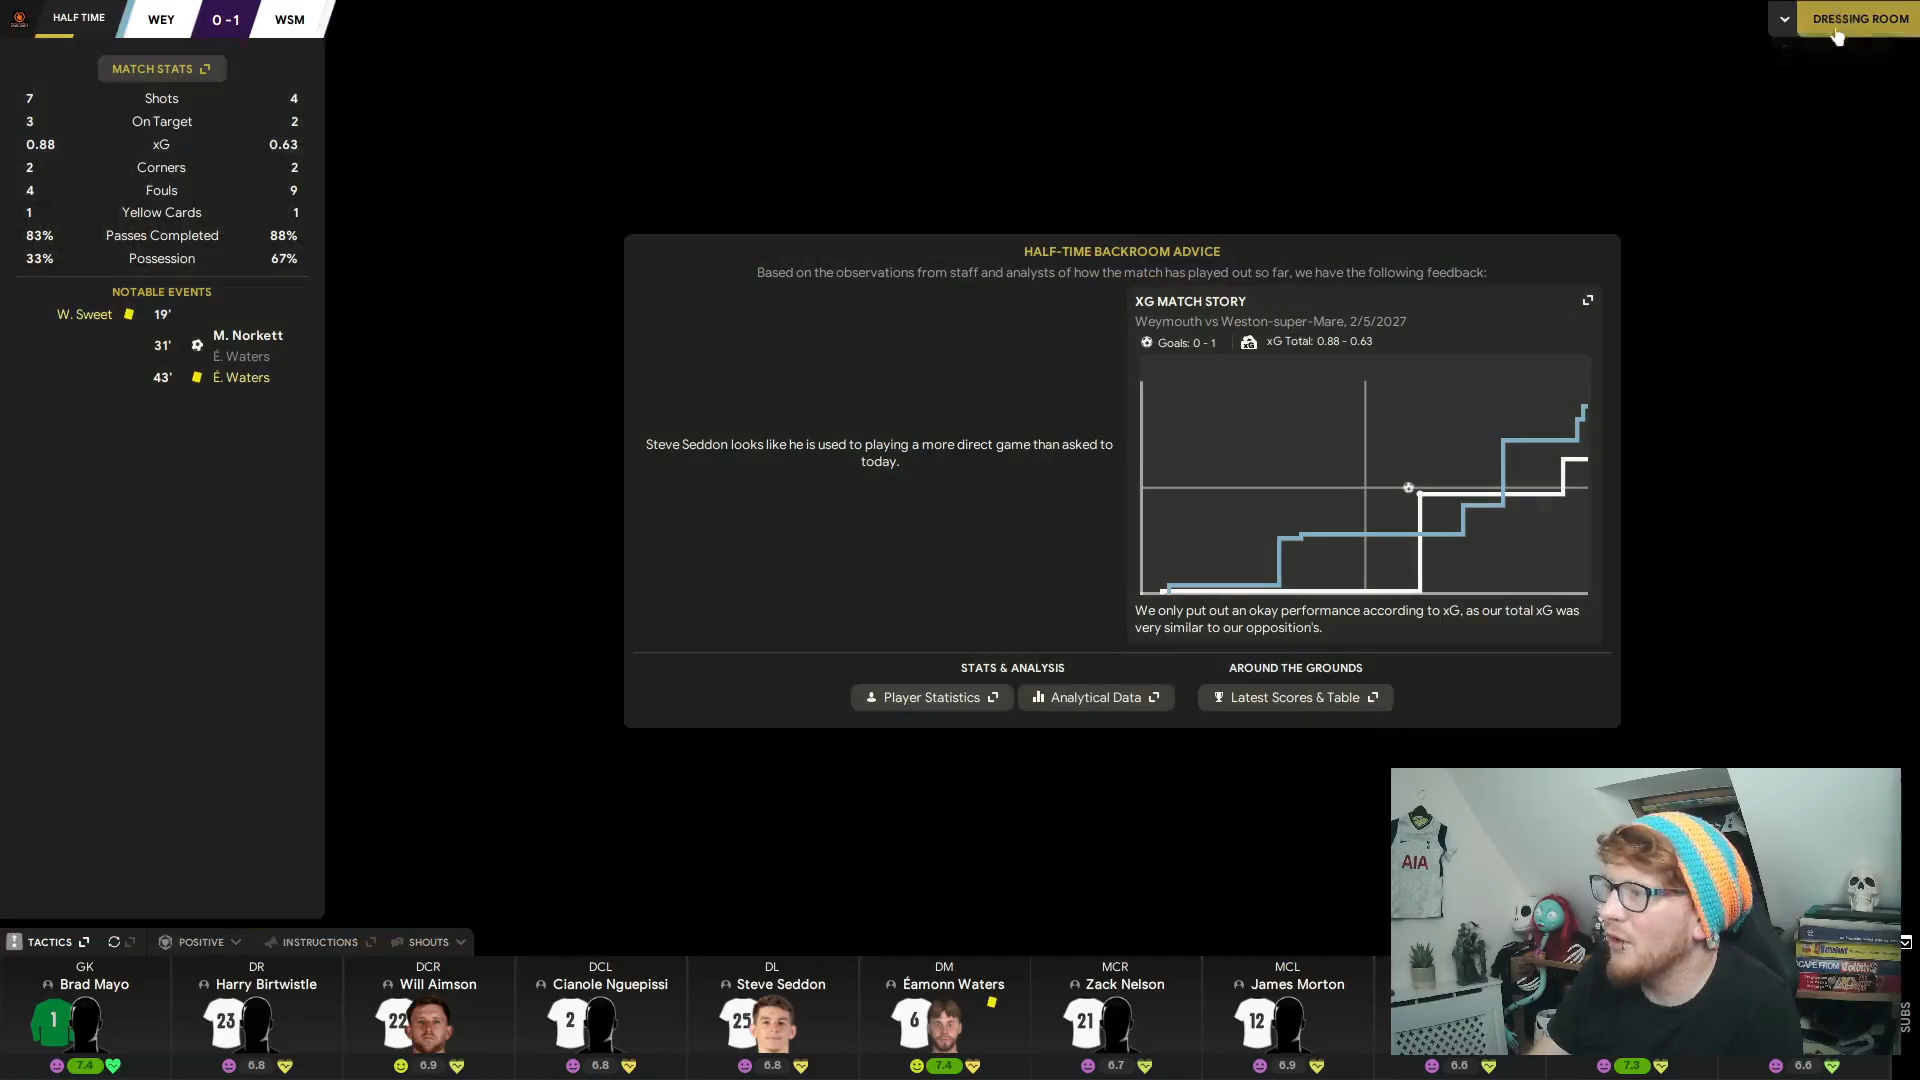 HALF TIME
WEY 0 - 1 WSM
DRESSING ROOM
MATCH STATS
7 Shots 4
3 On Target 2
0.88 xG 0.63
2 Corners 2
4 Fouls 9
1 Yellow Cards 1
83% Passes Completed 88%
33% Possession 67%
NOTABLE EVENTS
W. Sweet 19'
31' M. Norkett
É. Waters
43' É. Waters
HALF-TIME BACKROOM ADVICE
Based on the observations from staff and analysts of how the match has played out so far, we have the following feedback:
Steve Seddon looks like he is used to playing a more direct game than asked to
today.
XG MATCH STORY
Weymouth vs Weston-super-Mare, 2/5/2027
Goals: 0 - 1 xG xG Total: 0.88 - 0.63
We only put out an okay performance according to xG, as our total xG was
very similar to our opposition's.
STATS & ANALYSIS
AROUND THE GROUNDS
Player Statistics
Analytical Data
Latest Scores & Table
AIA
TACTICS
POSITIVE
INSTRUCTIONS
SHOUTS
GK DR DCR DCL DL DM MCR MCL
Brad Mayo Harry Birtwistle Will Aimson Cianole Nguepissi Steve Seddon Éamonn Waters Zack Nelson James Morton
1 23 22 2 25 6 21 12
7.4 6.8 6.9 6.8 6.8 7.4 6.7 6.9 6.6 7.3 6.6
SUBS